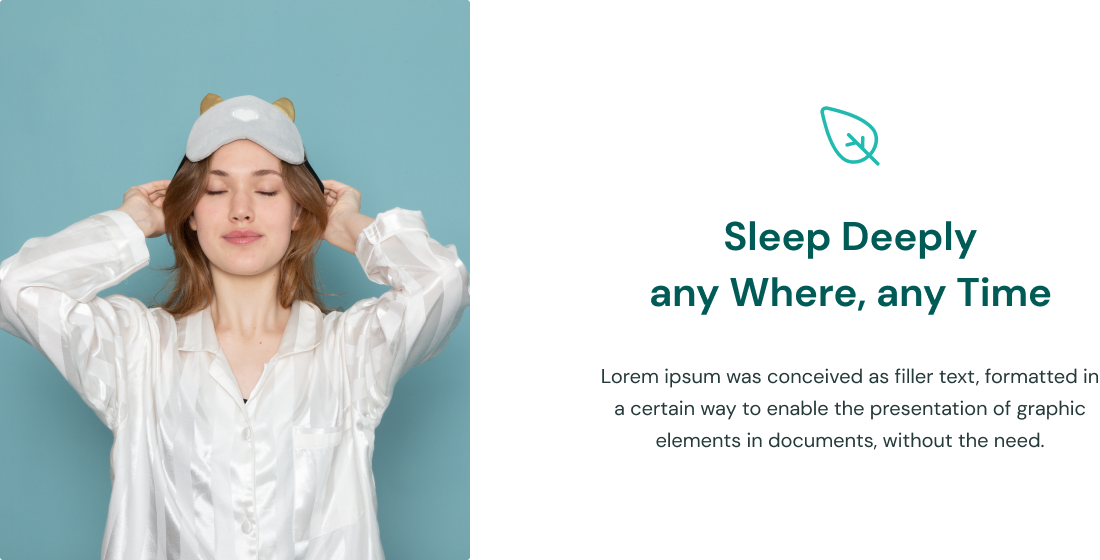 Sleep Deeply
any Where, any Time
Lorem ipsum was conceived as filler text, formatted in
a certain way to enable the presentation of graphic
elements in documents, without the need.